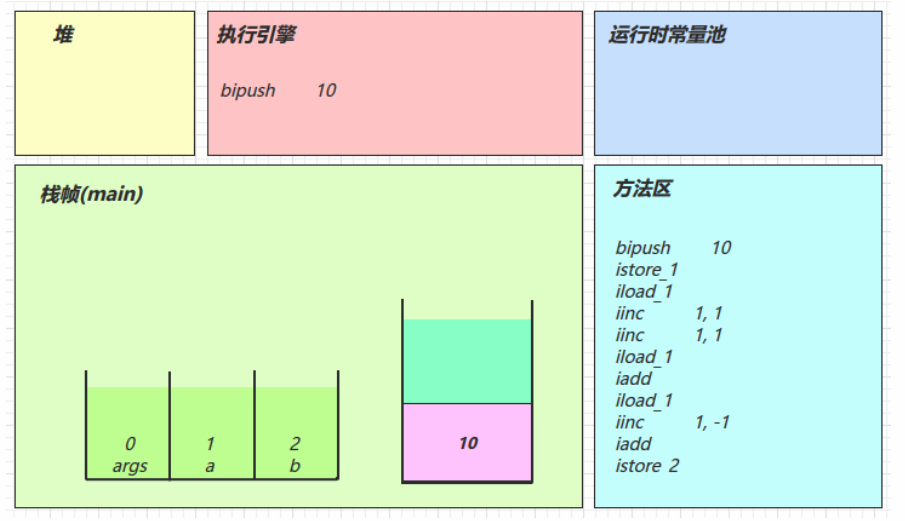 堆
执行引擎
bipush 10
运行时常量池
栈帧(main)
0 1 2
args a b
10
方法区
bipush 10
istore_1
iload_1
iinc 1, 1
iinc 1, 1
iload_1
iadd
iload_1
iinc 1, -1
iadd
istore 2